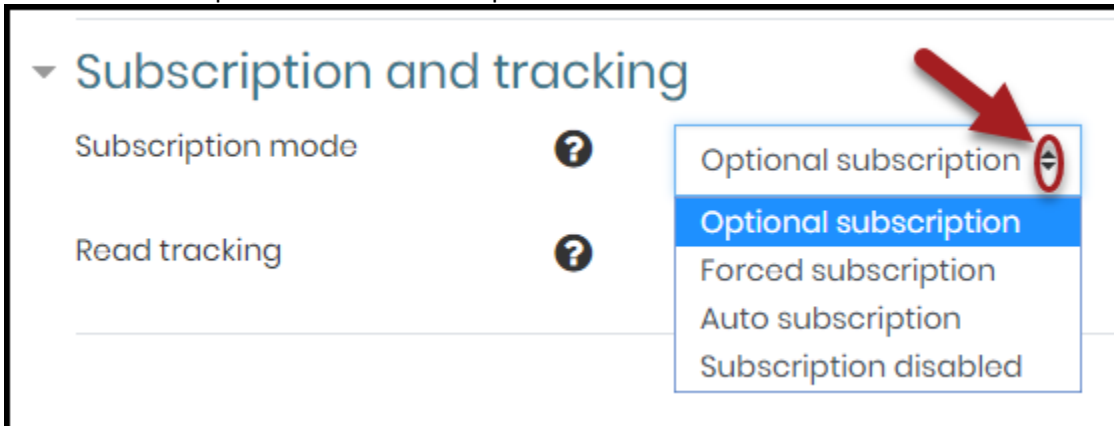 Subscription and tracking
Subscription mode
Optional subscription
Optional subscription
Read tracking
Forced subscription
Auto subscription
Subscription disabled